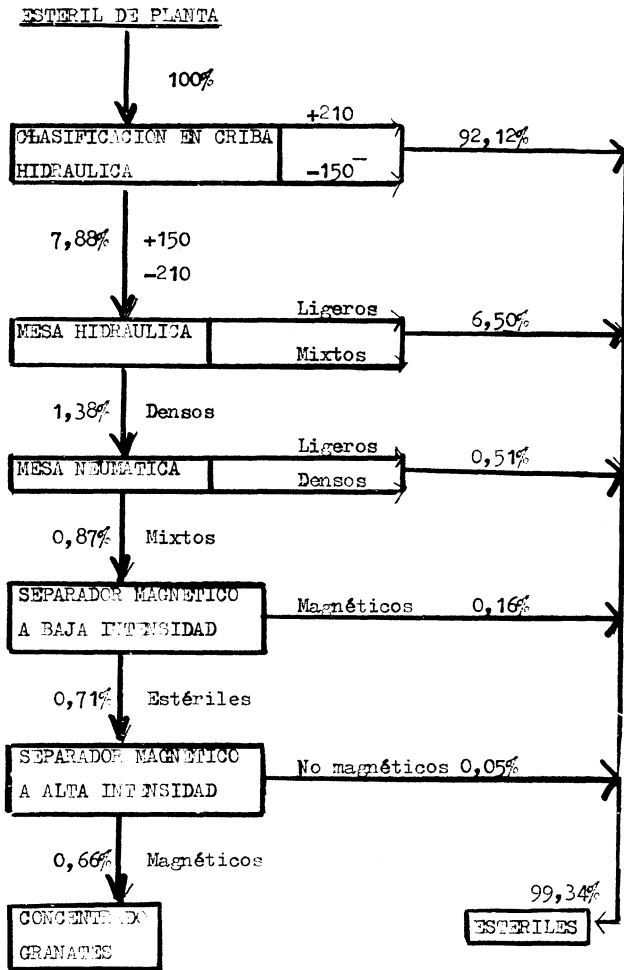 ESTERIL DE PLANTA
100%
CLASIFICACION EN CRIBA
HIDRAULICA
+210
-150
92,12%
7,88%
+150
-210
MESA HIDRAULICA
Ligeros
Mixtos
6,50%
1,38%
Densos
MESA NEUMATICA
Ligeros
Densos
0,51%
0,87%
Mixtos
SEPARADOR MAGNETICO
A BAJA INTENSIDAD
Magnéticos
0,16%
0,71%
Estériles
SEPARADOR MAGNETICO
A ALTA INTENSIDAD
No magnéticos 0,05%
0,66%
Magnéticos
CONCENTRADO
GRANATES
99,34%
ESTERILES